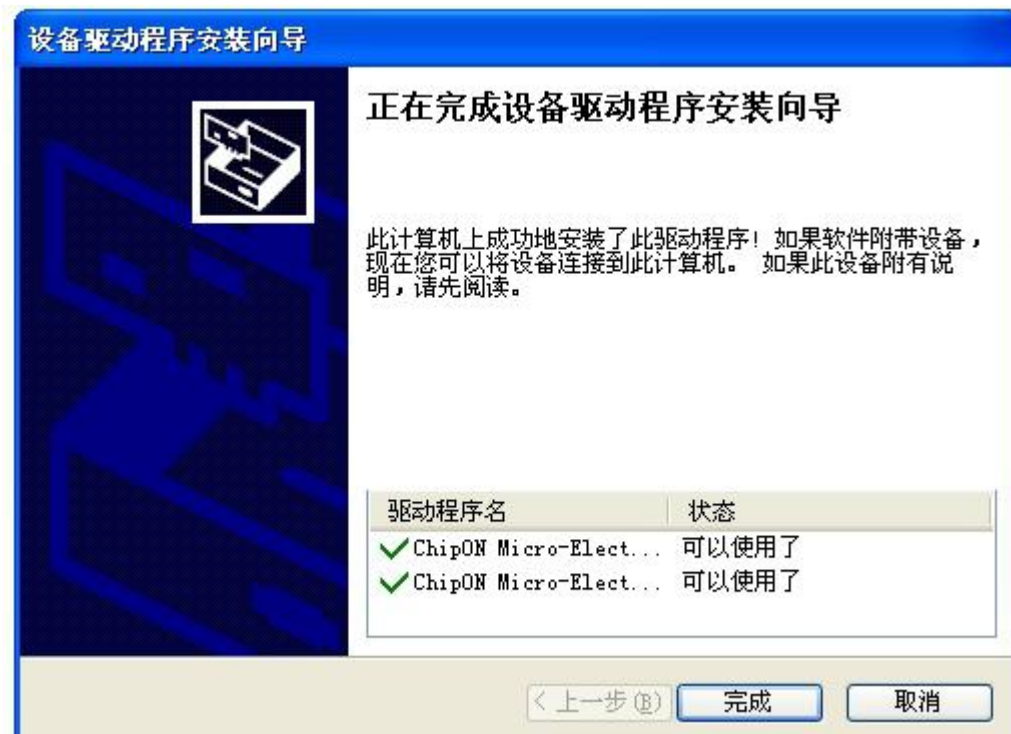 设备驱动程序安装向导
正在完成设备驱动程序安装向导
此计算机上成功地安装了此驱动程序! 如果软件附带设备,
现在您可以将设备连接到此计算机。 如果此设备附有说
明,请先阅读。
驱动程序名 状态
ChipON Micro-Elect... 可以使用了
ChipON Micro-Elect... 可以使用了
< 上一步(B) 完成 取消